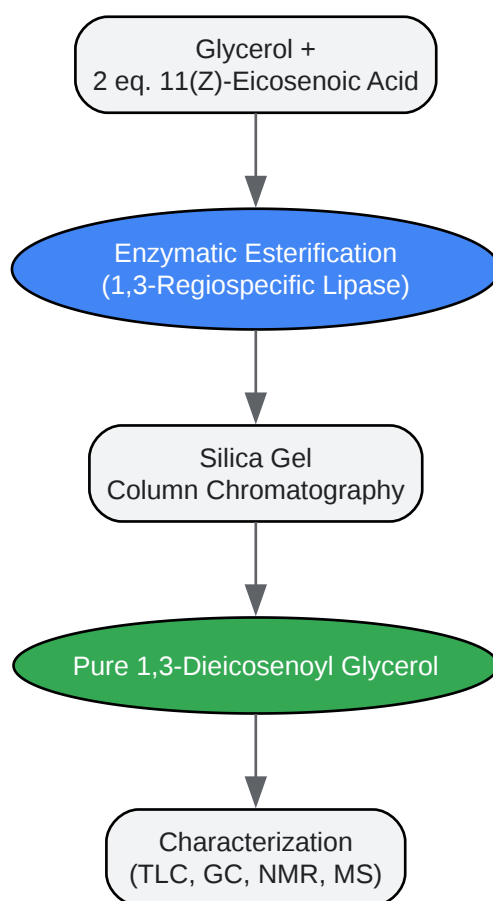 Glycerol +
2 eq. 11(Z)-Eicosenoic Acid
Enzymatic Esterification
(1,3-Regiospecific Lipase)
Silica Gel
Column Chromatography
Pure 1,3-Dieicosenoyl Glycerol
Characterization
(TLC, GC, NMR, MS)